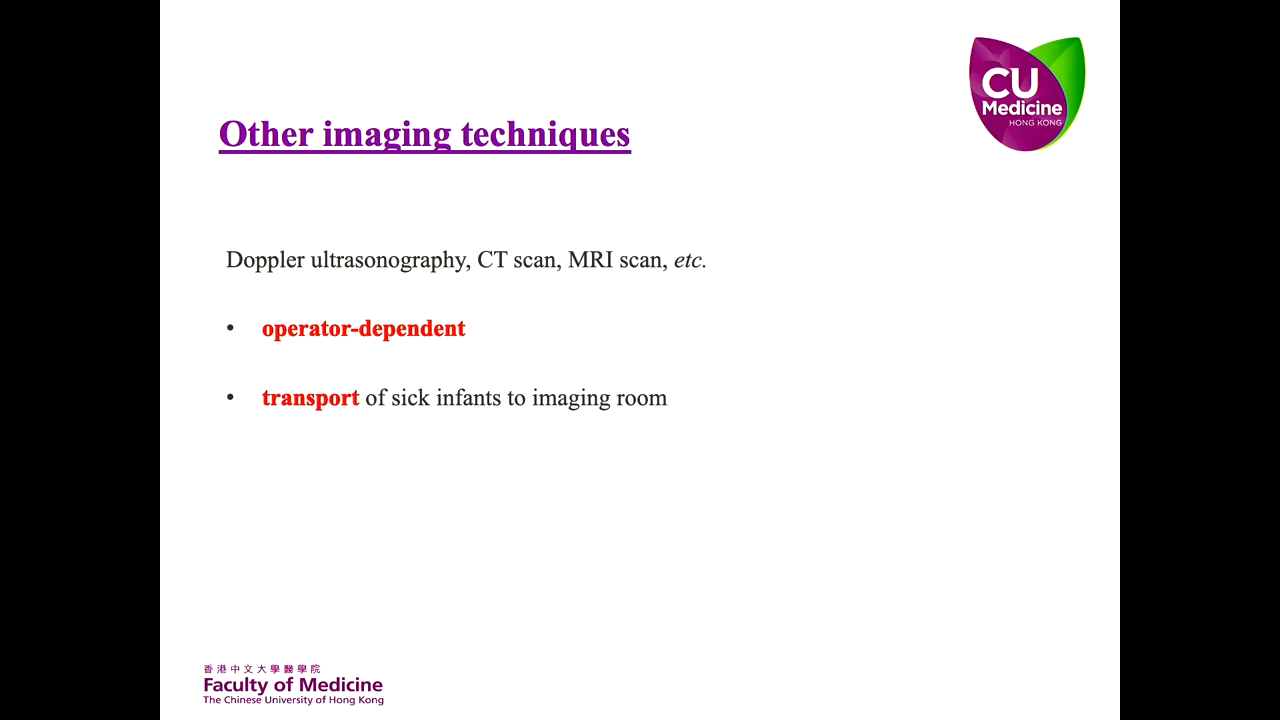 CU
Medicine
HONG KONG
Other imaging techniques
Doppler ultrasonography, CT scan, MRI scan, etc.
• operator-dependent
• transport of sick infants to imaging room
香港中文大學醫學院
Faculty of Medicine
The Chinese University of Hong Kong